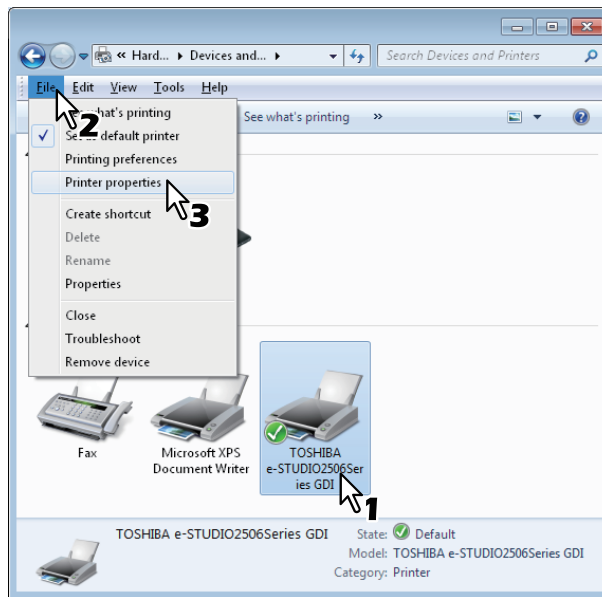 « Hard... ▸ Devices and... ▸
Search Devices and Printers
File Edit View Tools Help
2
what's printing
See what's printing »
default printer
Printing preferences
Printer properties
3
Create shortcut
Delete
Rename
Properties
Close
Troubleshoot
Remove device
Fax
Microsoft XPS
Document Writer
TOSHIBA
e-STUDIO2506Ser
ies GDI
1
TOSHIBA e-STUDIO2506Series GDI State: Default
Model: TOSHIBA e-STUDIO2506Series GDI
Category: Printer